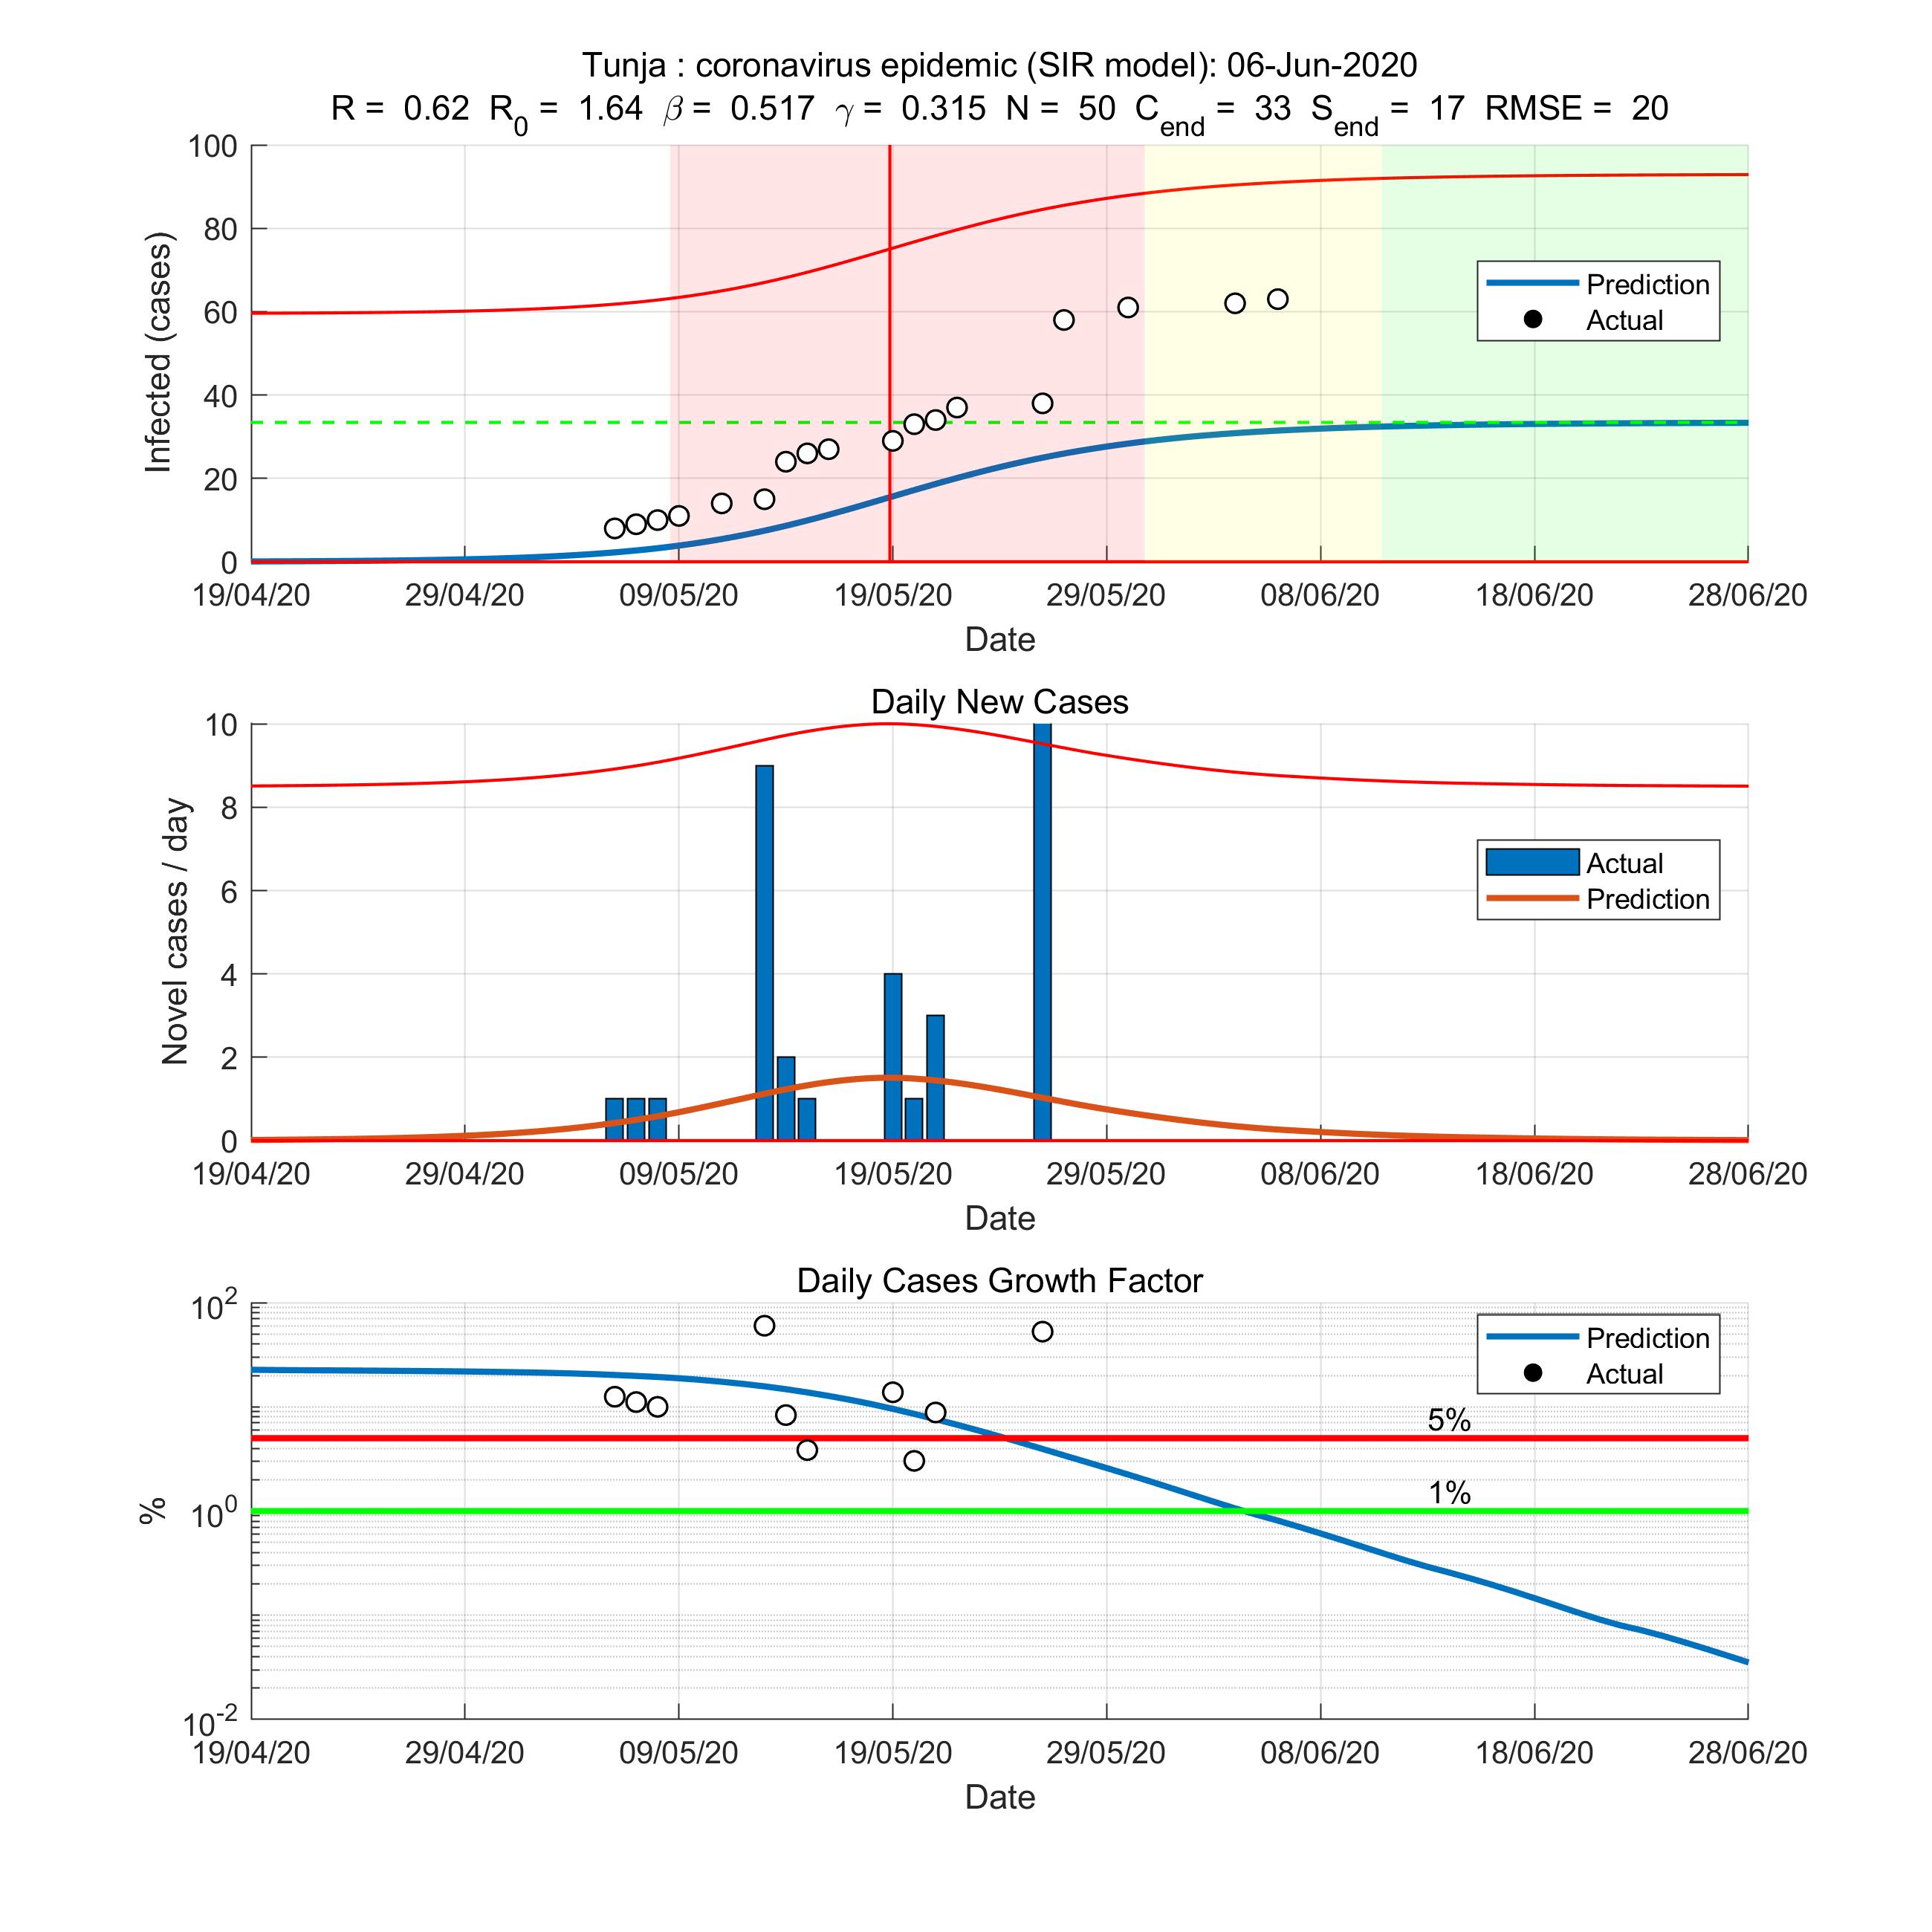 Tunja : coronavirus epidemic (SIR model): 06-Jun-2020
R = 0.62 R0 = 1.64 β = 0.517 γ = 0.315 N = 50 Cend = 33 Send = 17 RMSE = 20
100
80
60
40
20
0
Infected (cases)
Prediction
Actual
19/04/20 29/04/20 09/05/20 19/05/20 29/05/20 08/06/20 18/06/20 28/06/20
Date
Daily New Cases
10
8
6
4
2
0
Novel cases / day
Actual
Prediction
19/04/20 29/04/20 09/05/20 19/05/20 29/05/20 08/06/20 18/06/20 28/06/20
Date
Daily Cases Growth Factor
10^2
10^0
10^-2
%
Prediction
Actual
5%
1%
19/04/20 29/04/20 09/05/20 19/05/20 29/05/20 08/06/20 18/06/20 28/06/20
Date